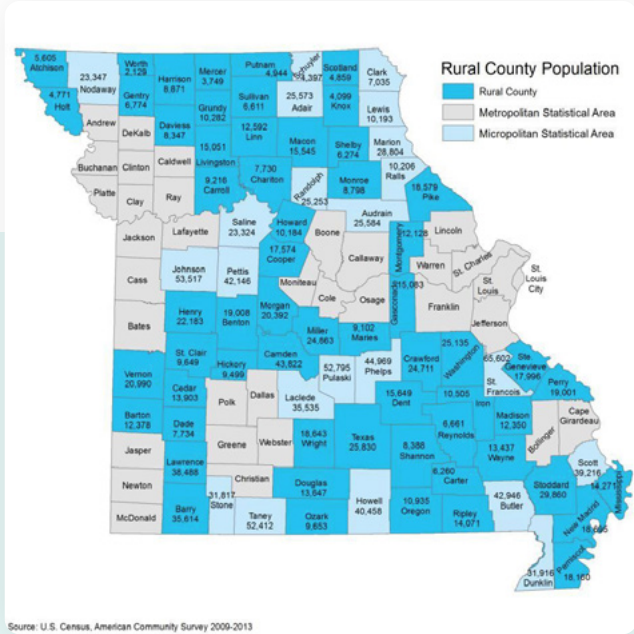 Rural County Population
Rural County
Metropolitan Statistical Area
Micropolitan Statistical Area
5,605
Atchison
23,347
Nodaway
Worth
2,129
Harrison
8,871
Mercer
3,749
Putnam
4,944
Schuyler
4,397
Scotland
4,859
Clark
7,035
4,771
Holt
Gentry
6,774
Sullivan
6,611
25,573
Adair
4,099
Knox
Lewis
10,193
Andrew
DeKalb
Daviess
8,347
Grundy
10,282
12,592
Linn
Macon
15,545
Shelby
6,274
Marion
28,804
Buchanan
Clinton
Caldwell
15,051
Livingston
10,206
Ralls
Platte
Clay
Ray
9,216
Carroll
7,730
Chariton
Randolph
25,253
Monroe
8,798
18,579
Pike
Audrain
25,584
Jackson
Lafayette
Saline
23,324
Howard
10,184
Boone
Callaway
Montgomery
12,128
Lincoln
17,574
Cooper
Warren
St. Charles
St.
Louis
St.
Louis
City
Cass
Johnson
53,517
Pettis
42,146
Moniteau
Cole
Osage
Gasconade
15,083
Franklin
Jefferson
Bates
Henry
22,183
19,008
Benton
Morgan
20,392
Miller
24,863
9,102
Maries
St. Clair
9,649
Hickory
9,499
Camden
43,822
52,795
Pulaski
44,969
Phelps
Crawford
24,711
25,135
Washington
65,602
St.
Francois
Ste
Genevieve
17,996
Perry
19,001
Vernon
20,990
Cedar
13,903
Polk
Dallas
Laclede
35,535
15,649
Dent
10,505
Iron
Madison
12,350
Bollinger
Cape
Girardeau
Barton
12,378
Dade
7,734
Greene
Webster
18,643
Wright
Texas
25,830
8,388
Shannon
6,661
Reynolds
13,437
Wayne
Jasper
Lawrence
38,488
Scott
39,216
Newton
Christian
Douglas
13,647
6,260
Carter
42,946
Butler
Stoddard
29,860
14,271
Mississippi
McDonald
Barry
35,614
31,817
Stone
Taney
52,412
Ozark
9,653
Howell
40,458
10,935
Oregon
Ripley
14,071
New Madrid
31,916
Dunklin
Pemiscot
18,160
Source: U.S. Census, American Community Survey 2009-2013